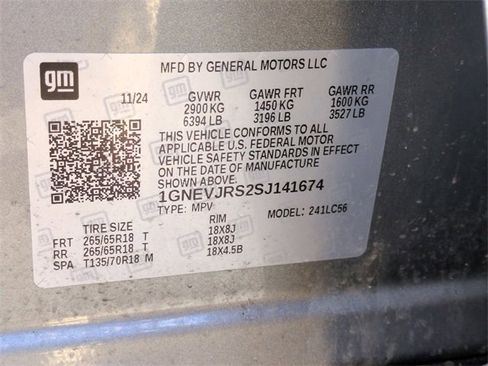 gm
MFD BY GENERAL MOTORS LLC
11/24 GVWR GAWR FRT GAWR RR
2900 KG 1450 KG 1600 KG
6394 LB 3196 LB 3527 LB
THIS VEHICLE CONFORMS TO ALL
APPLICABLE U.S. FEDERAL MOTOR
VEHICLE SAFETY STANDARDS IN EFFECT
ON THE DATE OF MANUFACTURE
SHOWN ABOVE.
1GNEVJRS2SJ141674
TYPE: MPV MODEL: 241LC56
TIRE SIZE RIM
FRT 265/65R18 T 18X8J
RR 265/65R18 T 18X8J
SPA T135/70R18 M 18X4.5B